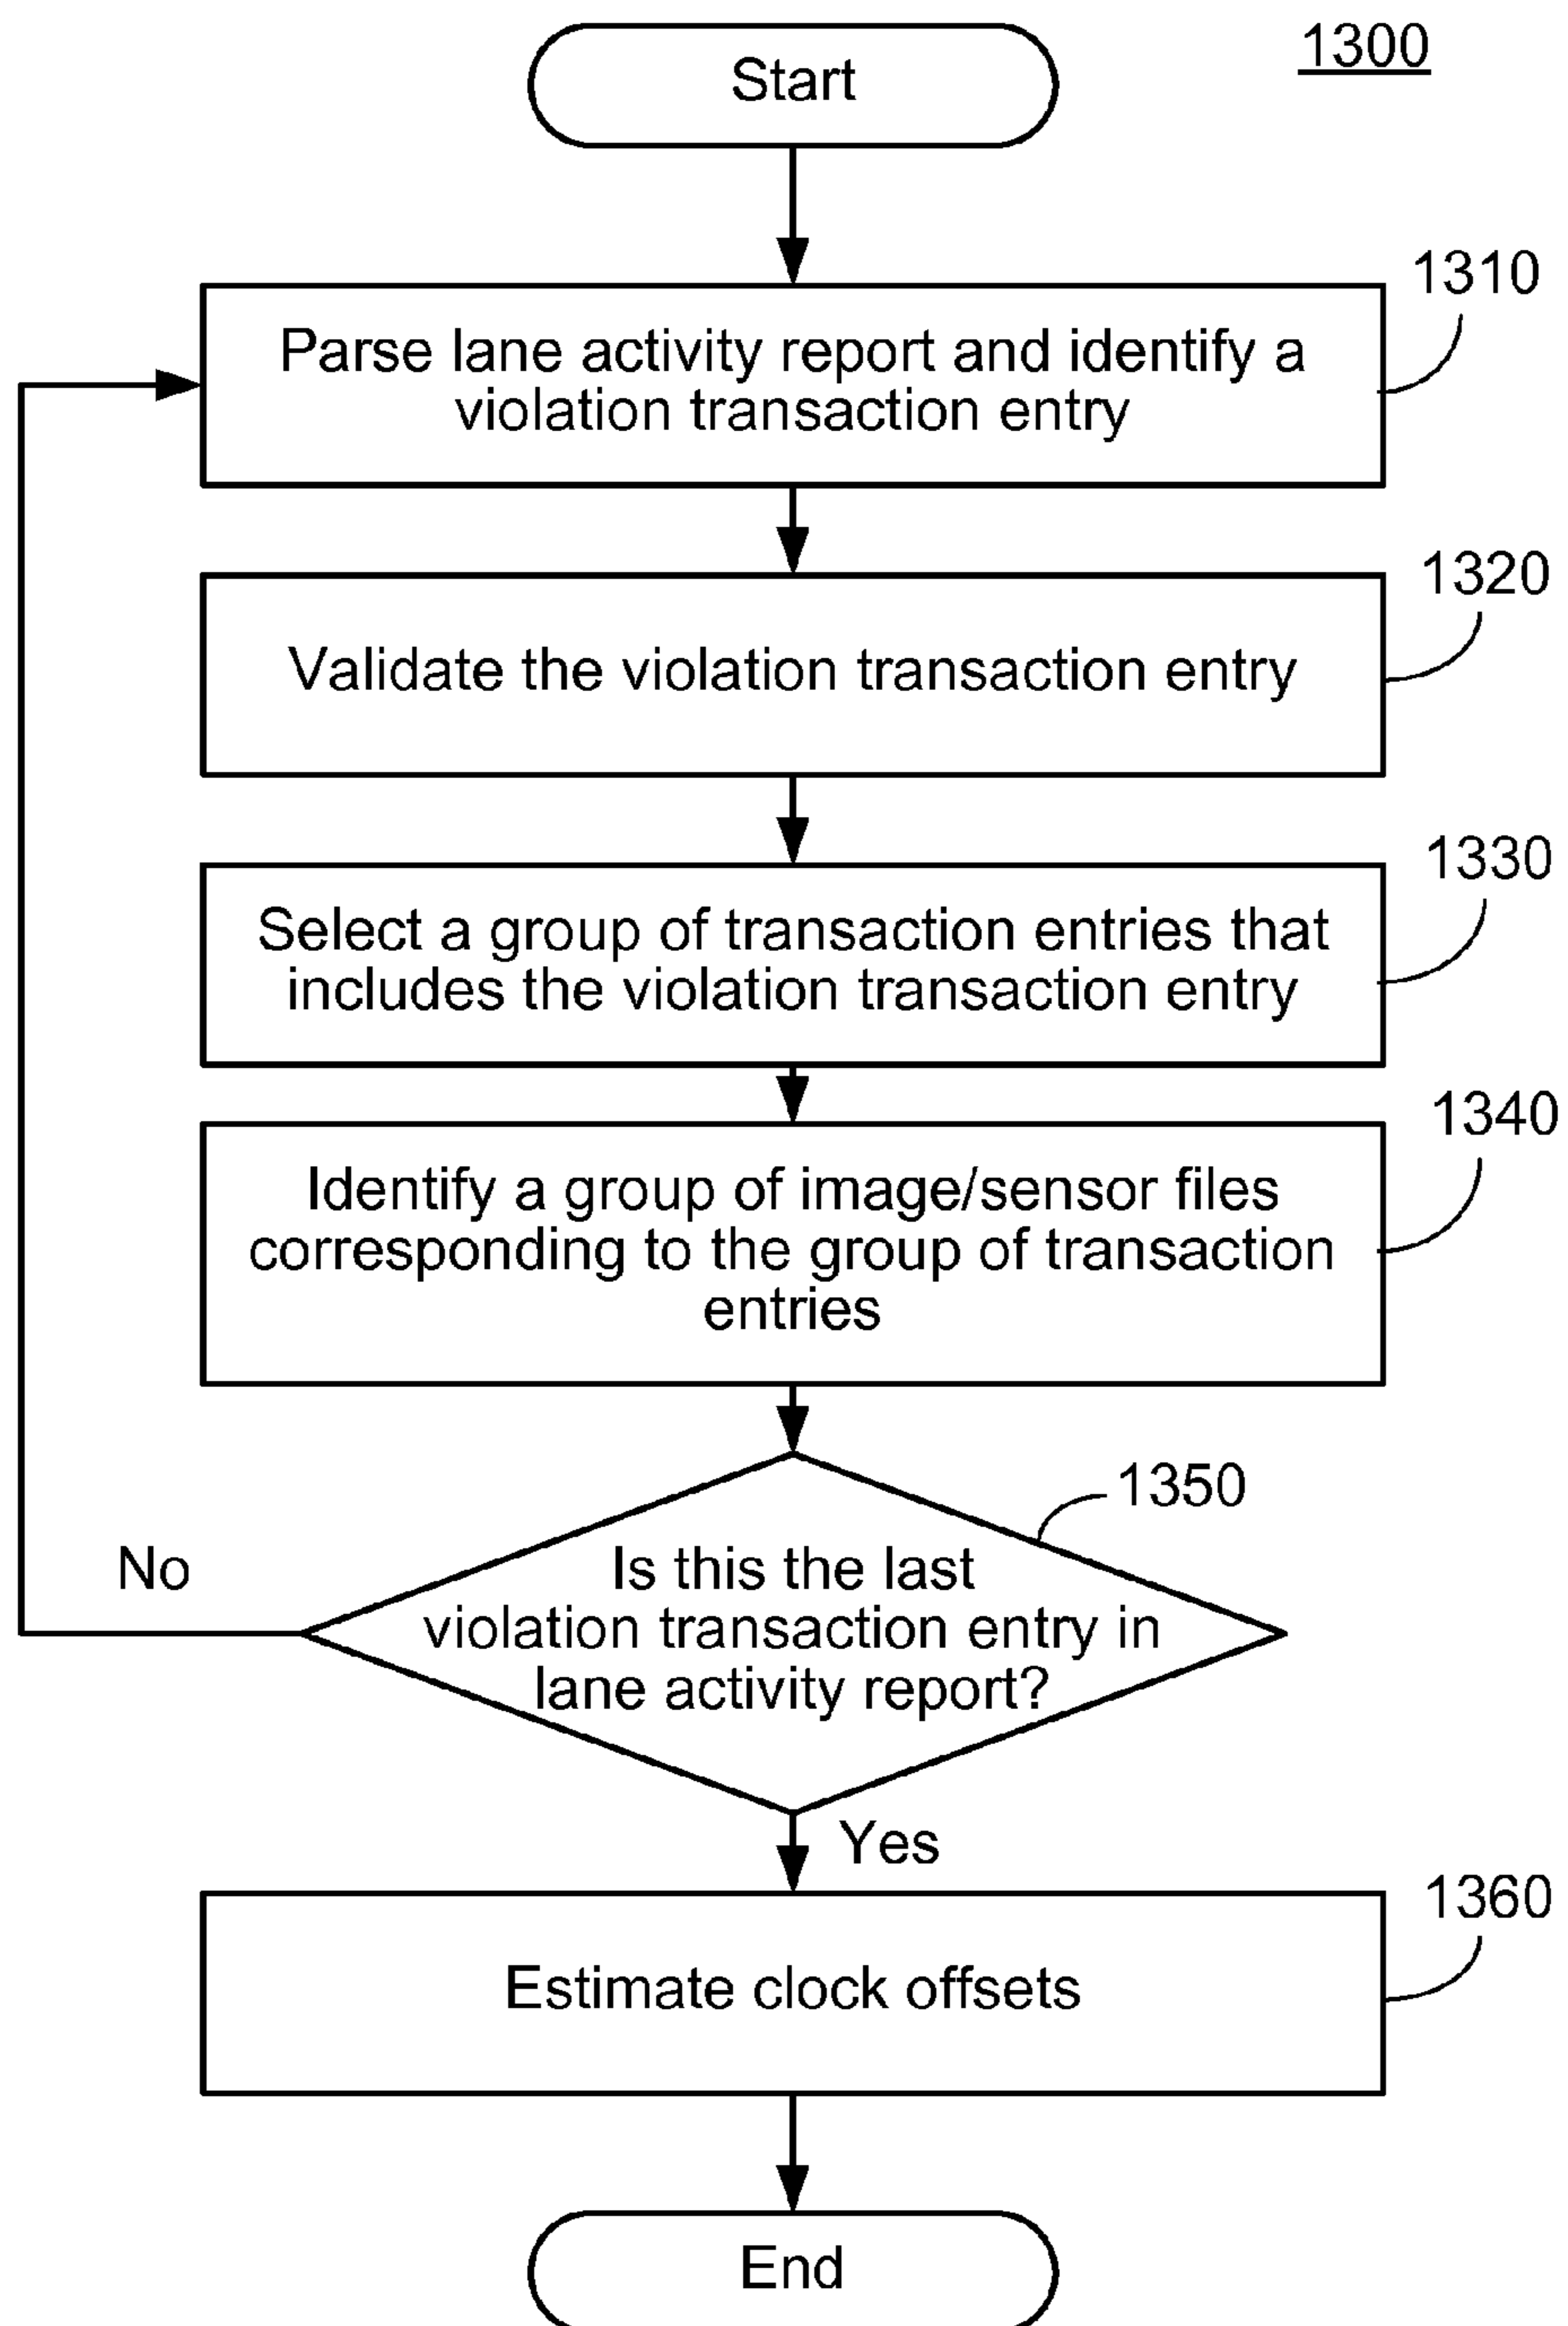 1300
Start
1310
Parse lane activity report and identify a
violation transaction entry
1320
Validate the violation transaction entry
1330
Select a group of transaction entries that
includes the violation transaction entry
1340
Identify a group of image/sensor files
corresponding to the group of transaction
entries
1350
Is this the last
violation transaction entry in
lane activity report?
No
Yes
1360
Estimate clock offsets
End